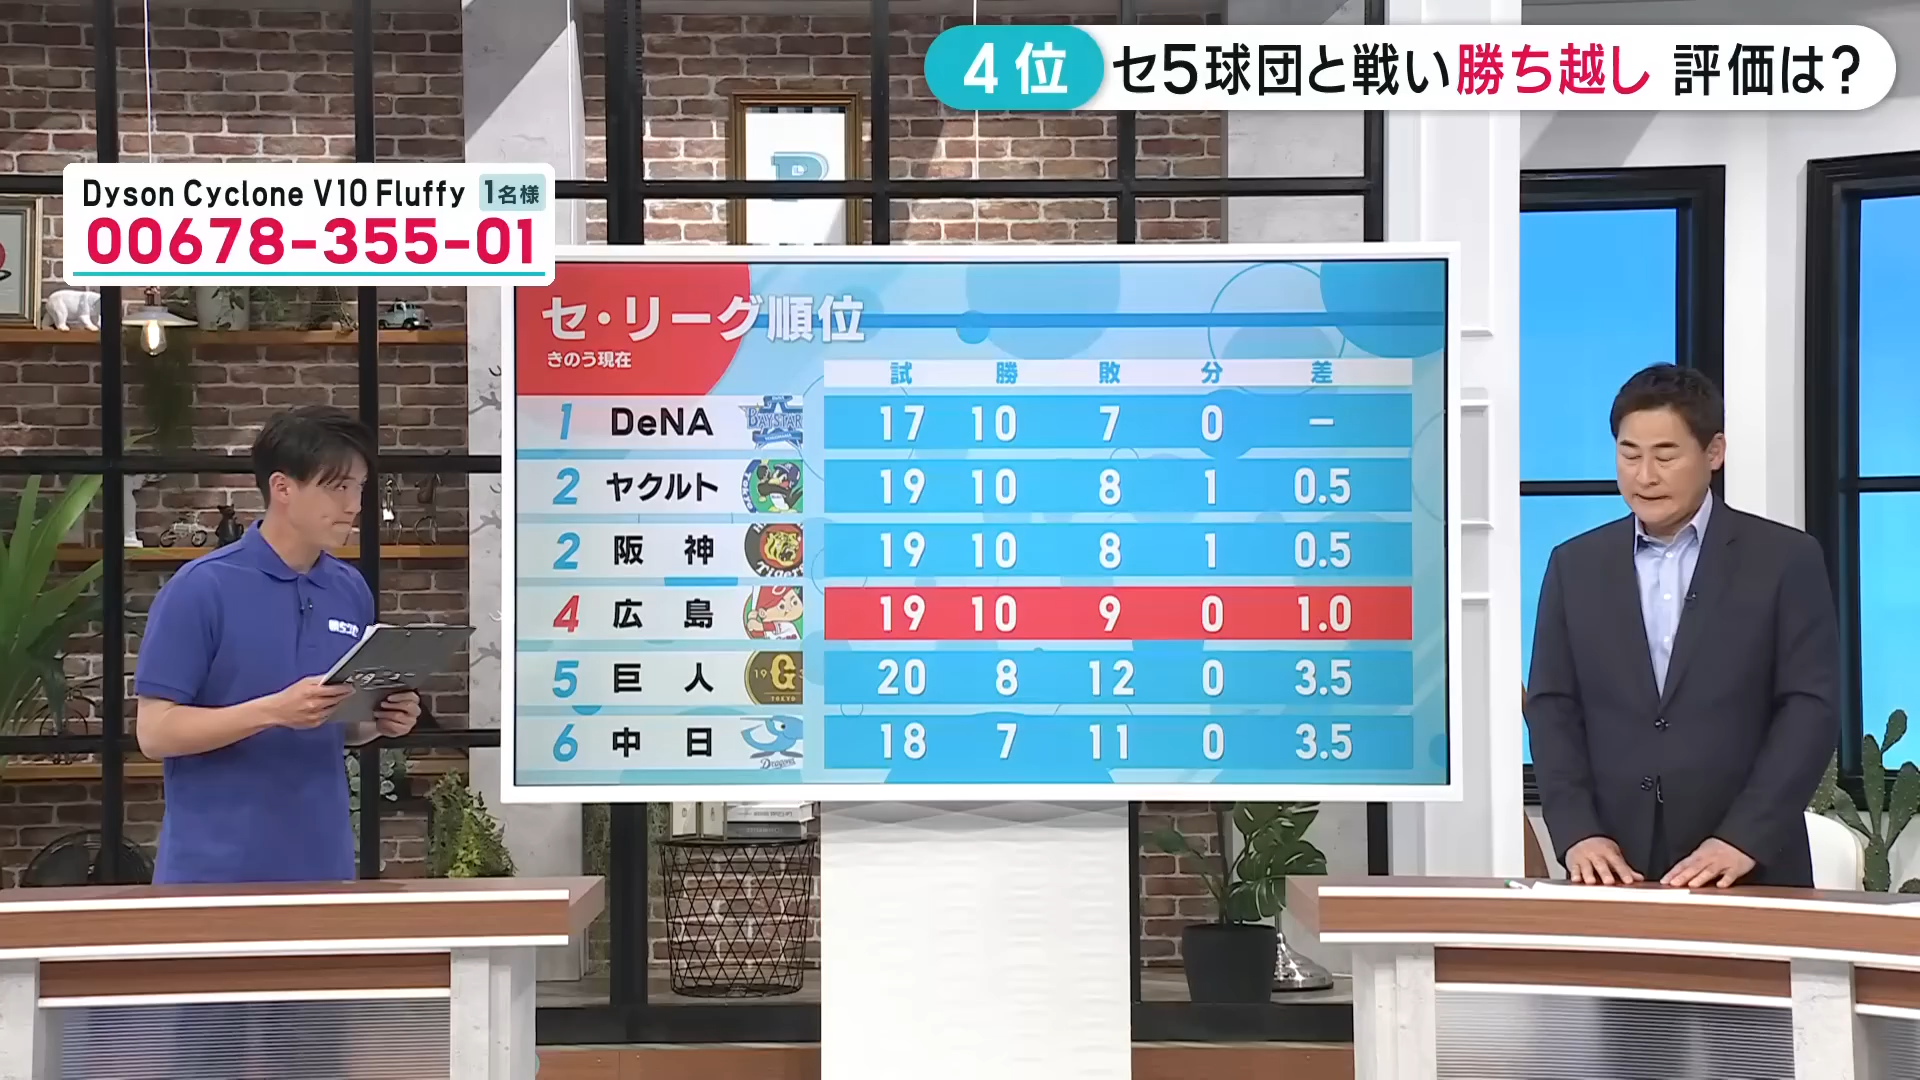 4位 セ5球団と戦い勝ち越し 評価は?
Dyson Cyclone V10 Fluffy 1名様
00678-355-01
セ・リーグ順位
きのう現在
試 勝 敗 分 差
1 DeNA 17 10 7 0 −
2 ヤクルト 19 10 8 1 0.5
2 阪神 19 10 8 1 0.5
4 広島 19 10 9 0 1.0
5 巨人 20 8 12 0 3.5
6 中日 18 7 11 0 3.5